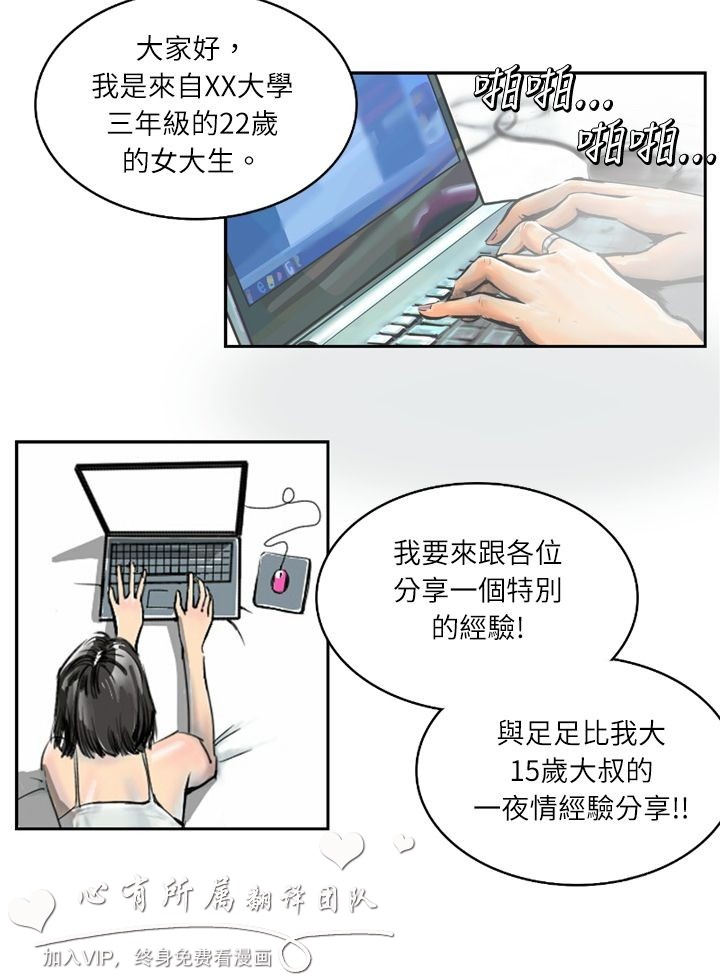 大家好，
我是來自XX大學
三年級的22歲
的女大生。
啪啪...
啪啪...
我要來跟各位
分享一個特別
的經驗!
與足足比我大
15歲大叔的
一夜情經驗分享!!
心有所属翻译团队
加入VIP，终身免费看漫画